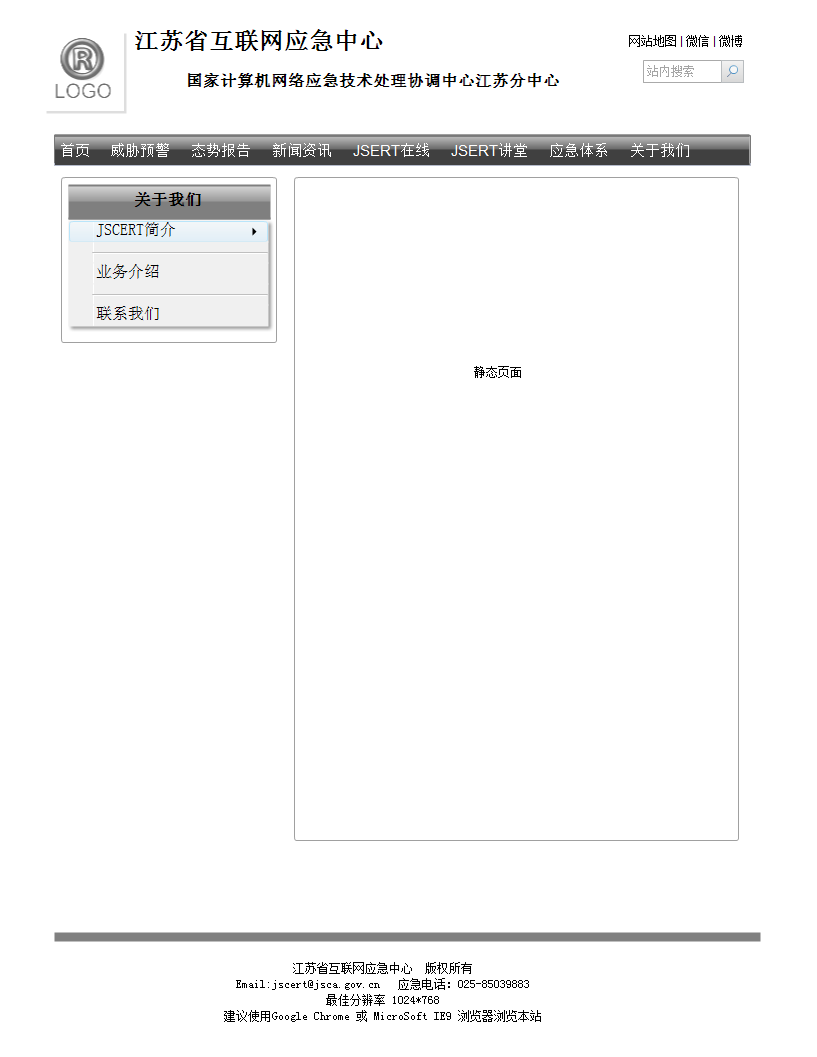 ® LOGO
江苏省互联网应急中心
国家计算机网络应急技术处理协调中心江苏分中心
网站地图 | 微信 | 微博
站内搜索
首页 威胁预警 态势报告 新闻资讯 JSERT在线 JSERT讲堂 应急体系 关于我们
关于我们
JSCERT简介
业务介绍
联系我们
静态页面
江苏省互联网应急中心 版权所有
Email:jscert@jsca.gov.cn 应急电话：025-85039883
最佳分辨率 1024*768
建议使用Google Chrome 或 MicroSoft IE9 浏览器浏览本站